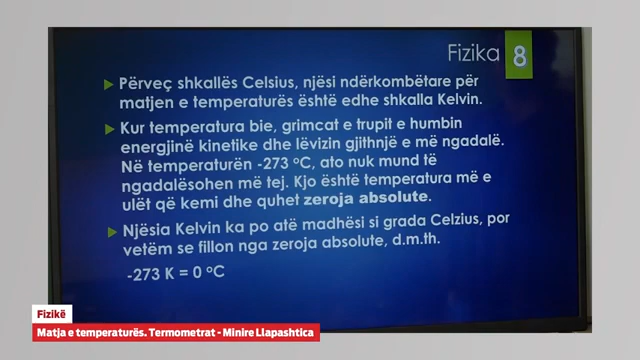 Fizika 8
Përveç shkallës Celsius, njësi ndërkombëtare për
matjen e temperaturës është edhe shkalla Kelvin.
Kur temperatura bie, grimcat e trupit e humbin
energjinë kinetike dhe lëvizin gjithnjë e më ngadalë.
Në temperaturën -273 °C, ato nuk mund të
ngadalësohen më tej. Kjo është temperatura më e
ulët që kemi dhe quhet zeroja absolute.
Njësia Kelvin ka po atë madhësi si grada Celzius, por
vetëm se fillon nga zeroja absolute, d.m.th.
-273 K = 0 °C
Fizikë
Matja e temperaturës. Termometrat - Minire Llapashtica